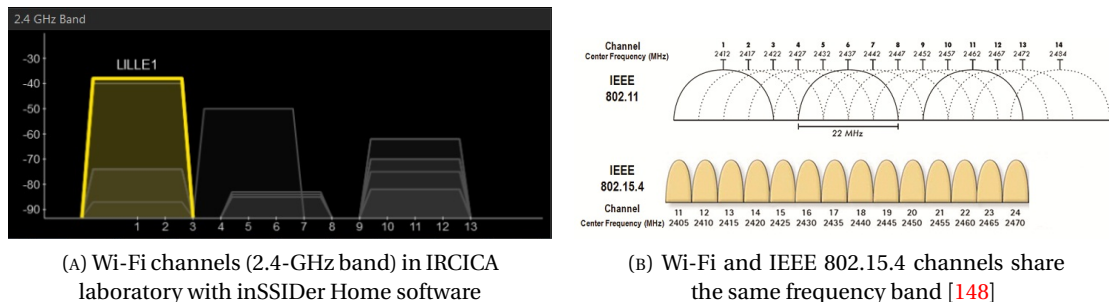 2.4 GHz Band
LILLE1
-30
-40
-50
-60
-70
-80
-90
1 2 3 4 5 6 7 8 9 10 11 12 13
(A) Wi-Fi channels (2.4-GHz band) in IRCICA
laboratory with inSSIDer Home software
Channel 1 2 3 4 5 6 7 8 9 10 11 12 13 14
Center Frequency (MHz) 2412 2417 2422 2427 2432 2437 2442 2447 2452 2457 2462 2467 2472 2484
IEEE
802.11
22 MHz
IEEE
802.15.4
Channel 11 12 13 14 15 16 17 18 19 20 21 22 23 24
Center Frequency (MHz) 2405 2410 2415 2420 2425 2430 2435 2440 2445 2450 2455 2460 2465 2470
(B) Wi-Fi and IEEE 802.15.4 channels share
the same frequency band [148]